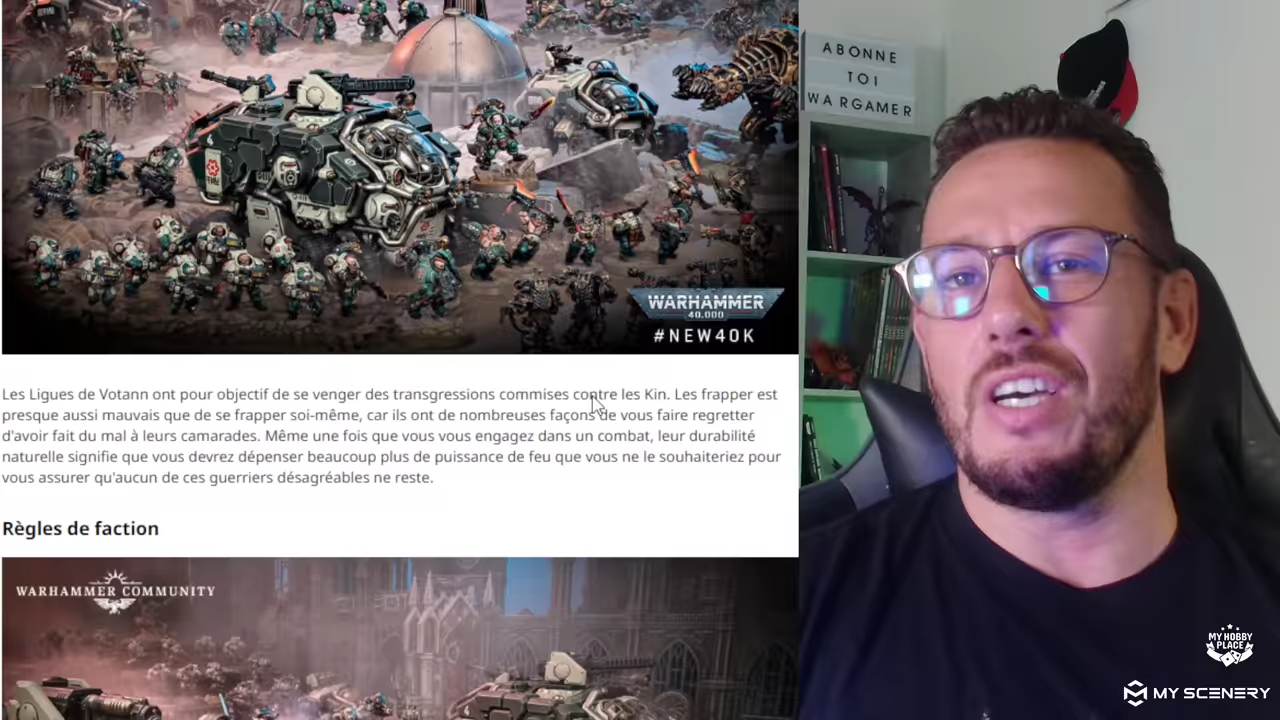 ABONNE
TOI
WARGAMER
WARHAMMER
40,000
#NEW40K
Les Ligues de Votann ont pour objectif de se venger des transgressions commises contre les Kin. Les frapper est
presque aussi mauvais que de se frapper soi-même, car ils ont de nombreuses façons de vous faire regretter
d'avoir fait du mal à leurs camarades. Même une fois que vous vous engagez dans un combat, leur durabilité
naturelle signifie que vous devrez dépenser beaucoup plus de puissance de feu que vous ne le souhaiteriez pour
vous assurer qu'aucun de ces guerriers désagréables ne reste.
Règles de faction
WARHAMMER COMMUNITY
MY HOBBY
PLACE
MY SCENERY